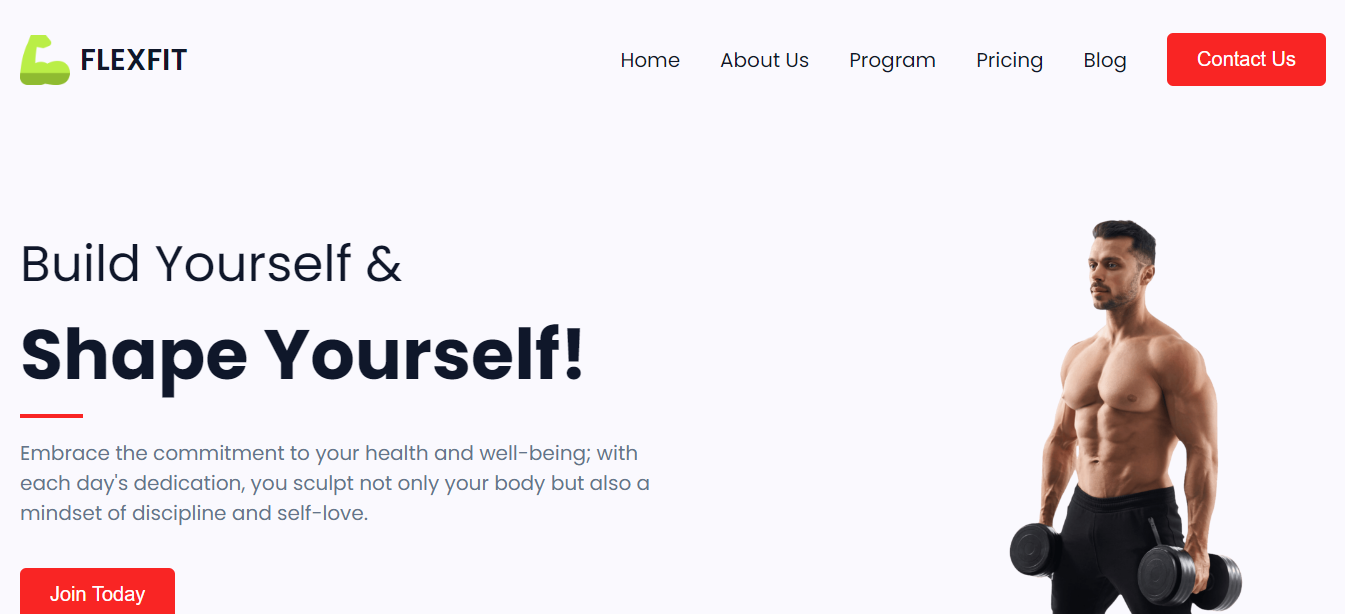 FLEXFIT
Home
About Us
Program
Pricing
Blog
Contact Us
Build Yourself &
Shape Yourself!
Embrace the commitment to your health and well-being; with
each day's dedication, you sculpt not only your body but also a
mindset of discipline and self-love.
Join Today